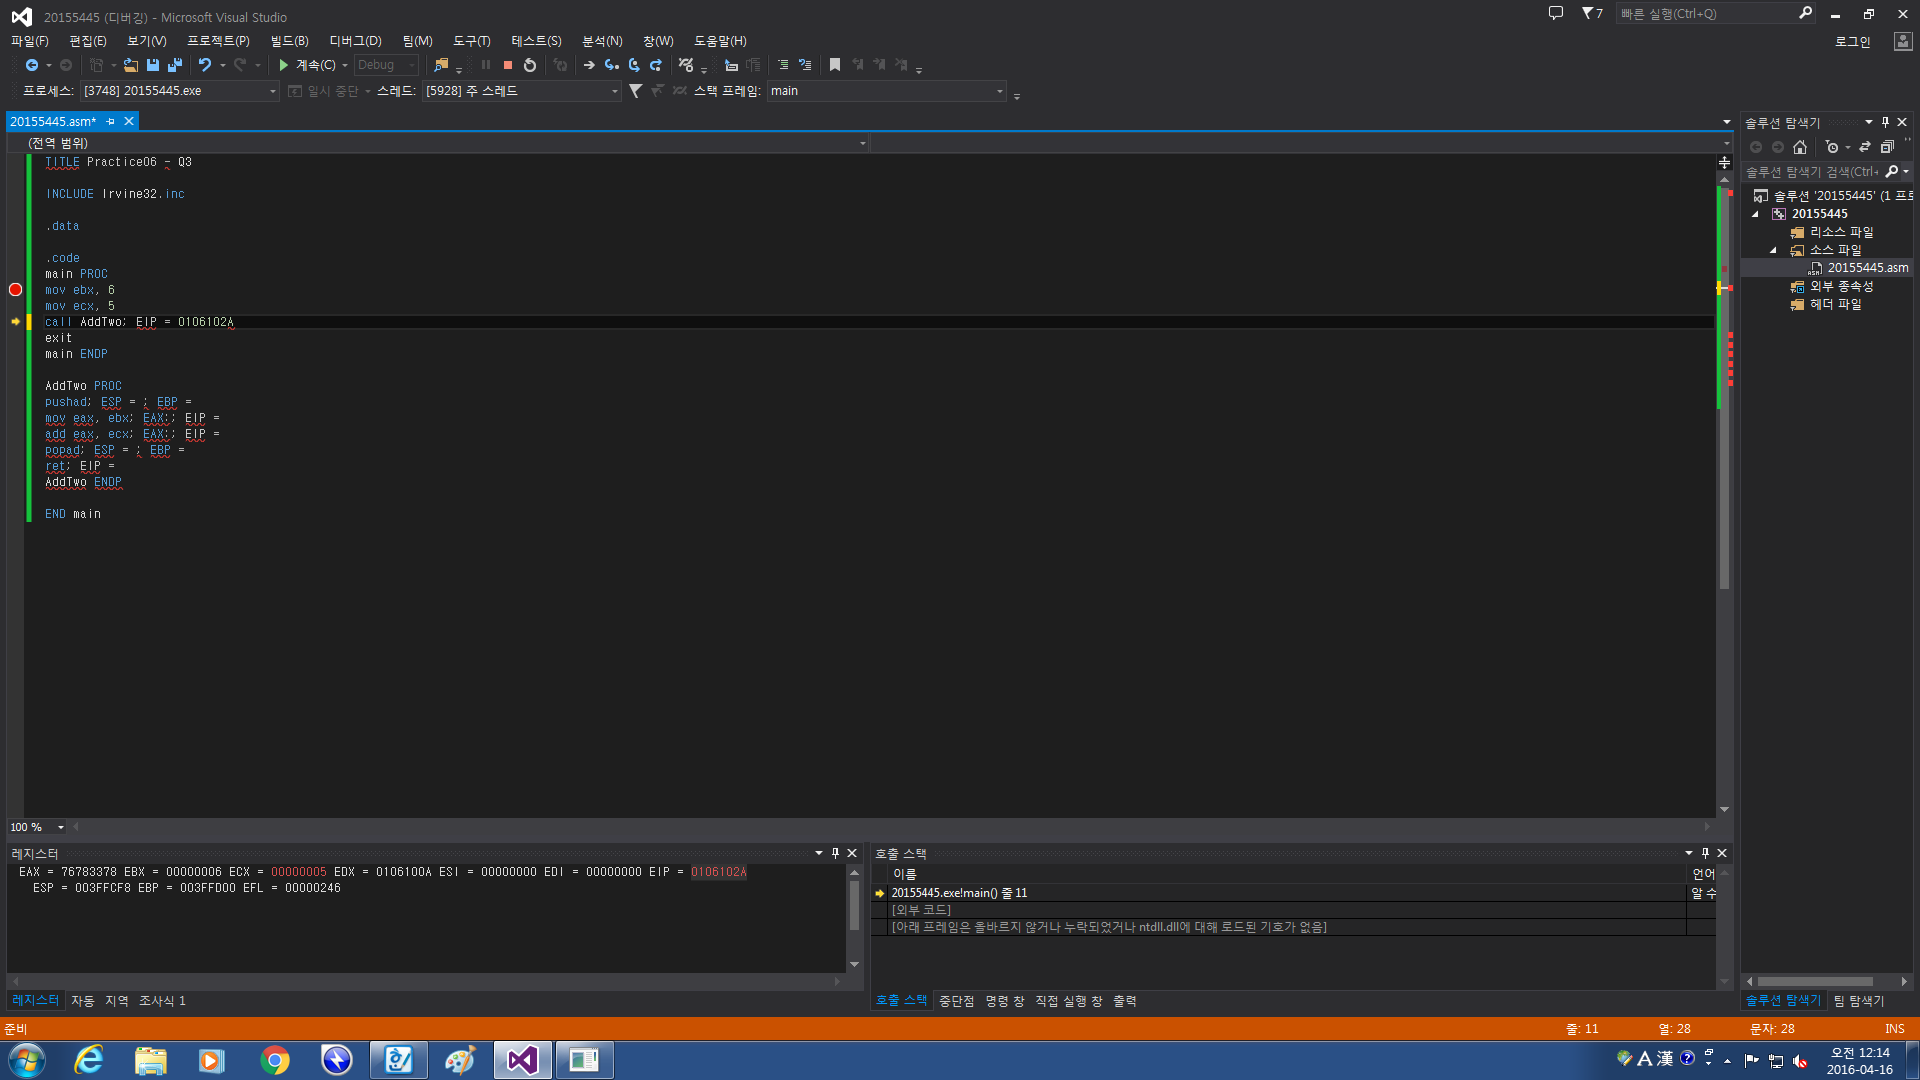 20155445 (디버깅) - Microsoft Visual Studio
7
빠른 실행(Ctrl+Q)
파일(F) 편집(E) 보기(V) 프로젝트(P) 빌드(B) 디버그(D) 팀(M) 도구(T) 테스트(S) 분석(N) 창(W) 도움말(H)
로그인
계속(C)
Debug
프로세스: [3748] 20155445.exe 일시 중단 스레드: [5928] 주 스레드 스택 프레임: main
20155445.asm*
(전역 범위)
TITLE Practice06 - Q3
INCLUDE Irvine32.inc
.data
.code
main PROC
mov ebx, 6
mov ecx, 5
call AddTwo; EIP = 0106102A
exit
main ENDP
AddTwo PROC
pushad; ESP = ; EBP =
mov eax, ebx; EAX:; EIP =
add eax, ecx; EAX:; EIP =
popad; ESP = ; EBP =
ret; EIP =
AddTwo ENDP
END main
100 %
솔루션 탐색기
솔루션 탐색기 검색(Ctrl+
솔루션 '20155445' (1 프로
20155445
리소스 파일
소스 파일
20155445.asm
외부 종속성
헤더 파일
레지스터
EAX = 76783378 EBX = 00000006 ECX = 00000005 EDX = 0106100A ESI = 00000000 EDI = 00000000 EIP = 0106102A
ESP = 003FFCF8 EBP = 003FFD00 EFL = 00000246
레지스터 자동 지역 조사식 1
호출 스택
이름 언어
20155445.exe!main() 줄 11 알 수
[외부 코드]
[아래 프레임은 올바르지 않거나 누락되었거나 ntdll.dll에 대해 로드된 기호가 없음]
호출 스택 중단점 명령 창 직접 실행 창 출력
솔루션 탐색기 팀 탐색기
준비
줄: 11 열: 28 문자: 28 INS
A 漢
오전 12:14
2016-04-16